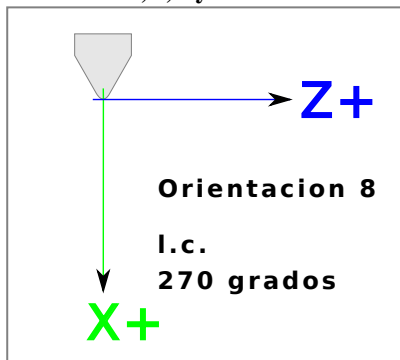 Z+
Orientacion 8
I.c.
270 grados
X+